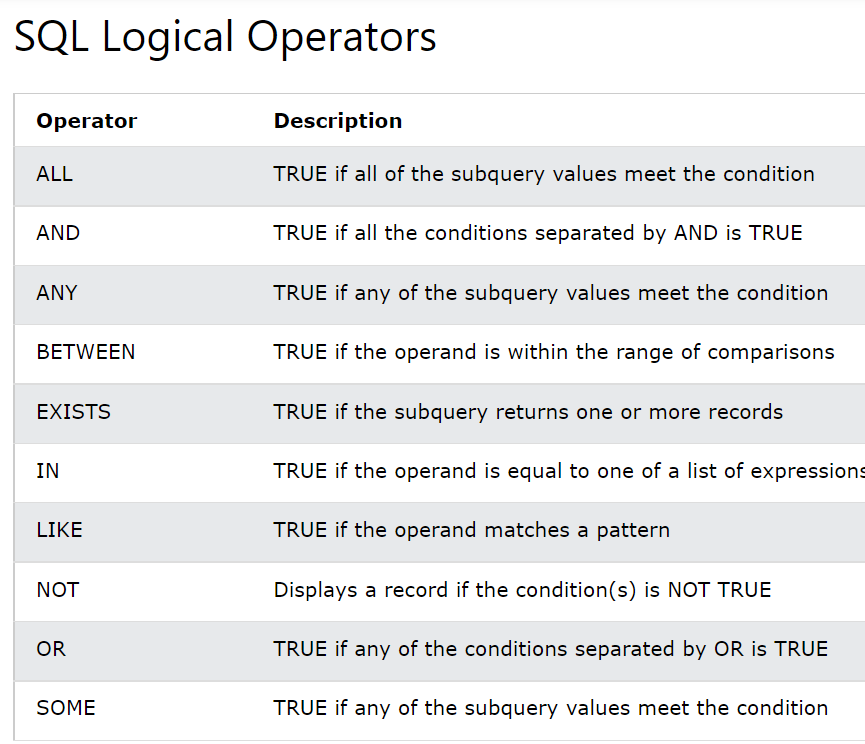 SQL Logical Operators
Operator Description
ALL TRUE if all of the subquery values meet the condition
AND TRUE if all the conditions separated by AND is TRUE
ANY TRUE if any of the subquery values meet the condition
BETWEEN TRUE if the operand is within the range of comparisons
EXISTS TRUE if the subquery returns one or more records
IN TRUE if the operand is equal to one of a list of expressions
LIKE TRUE if the operand matches a pattern
NOT Displays a record if the condition(s) is NOT TRUE
OR TRUE if any of the conditions separated by OR is TRUE
SOME TRUE if any of the subquery values meet the condition